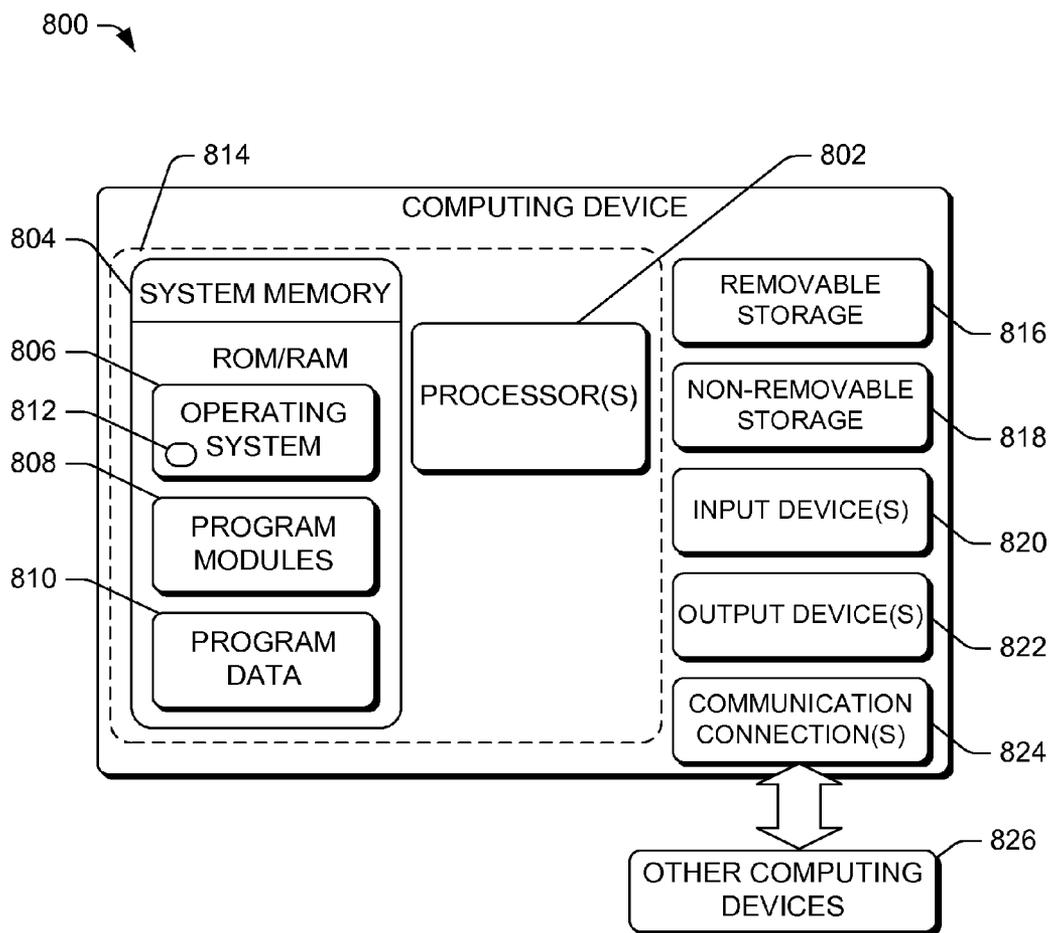 800
814
802
COMPUTING DEVICE
804
SYSTEM MEMORY
ROM/RAM
806
OPERATING
SYSTEM
812
808
PROGRAM
MODULES
810
PROGRAM
DATA
PROCESSOR(S)
REMOVABLE
STORAGE
816
NON-REMOVABLE
STORAGE
818
INPUT DEVICE(S)
820
OUTPUT DEVICE(S)
822
COMMUNICATION
CONNECTION(S)
824
826
OTHER COMPUTING
DEVICES